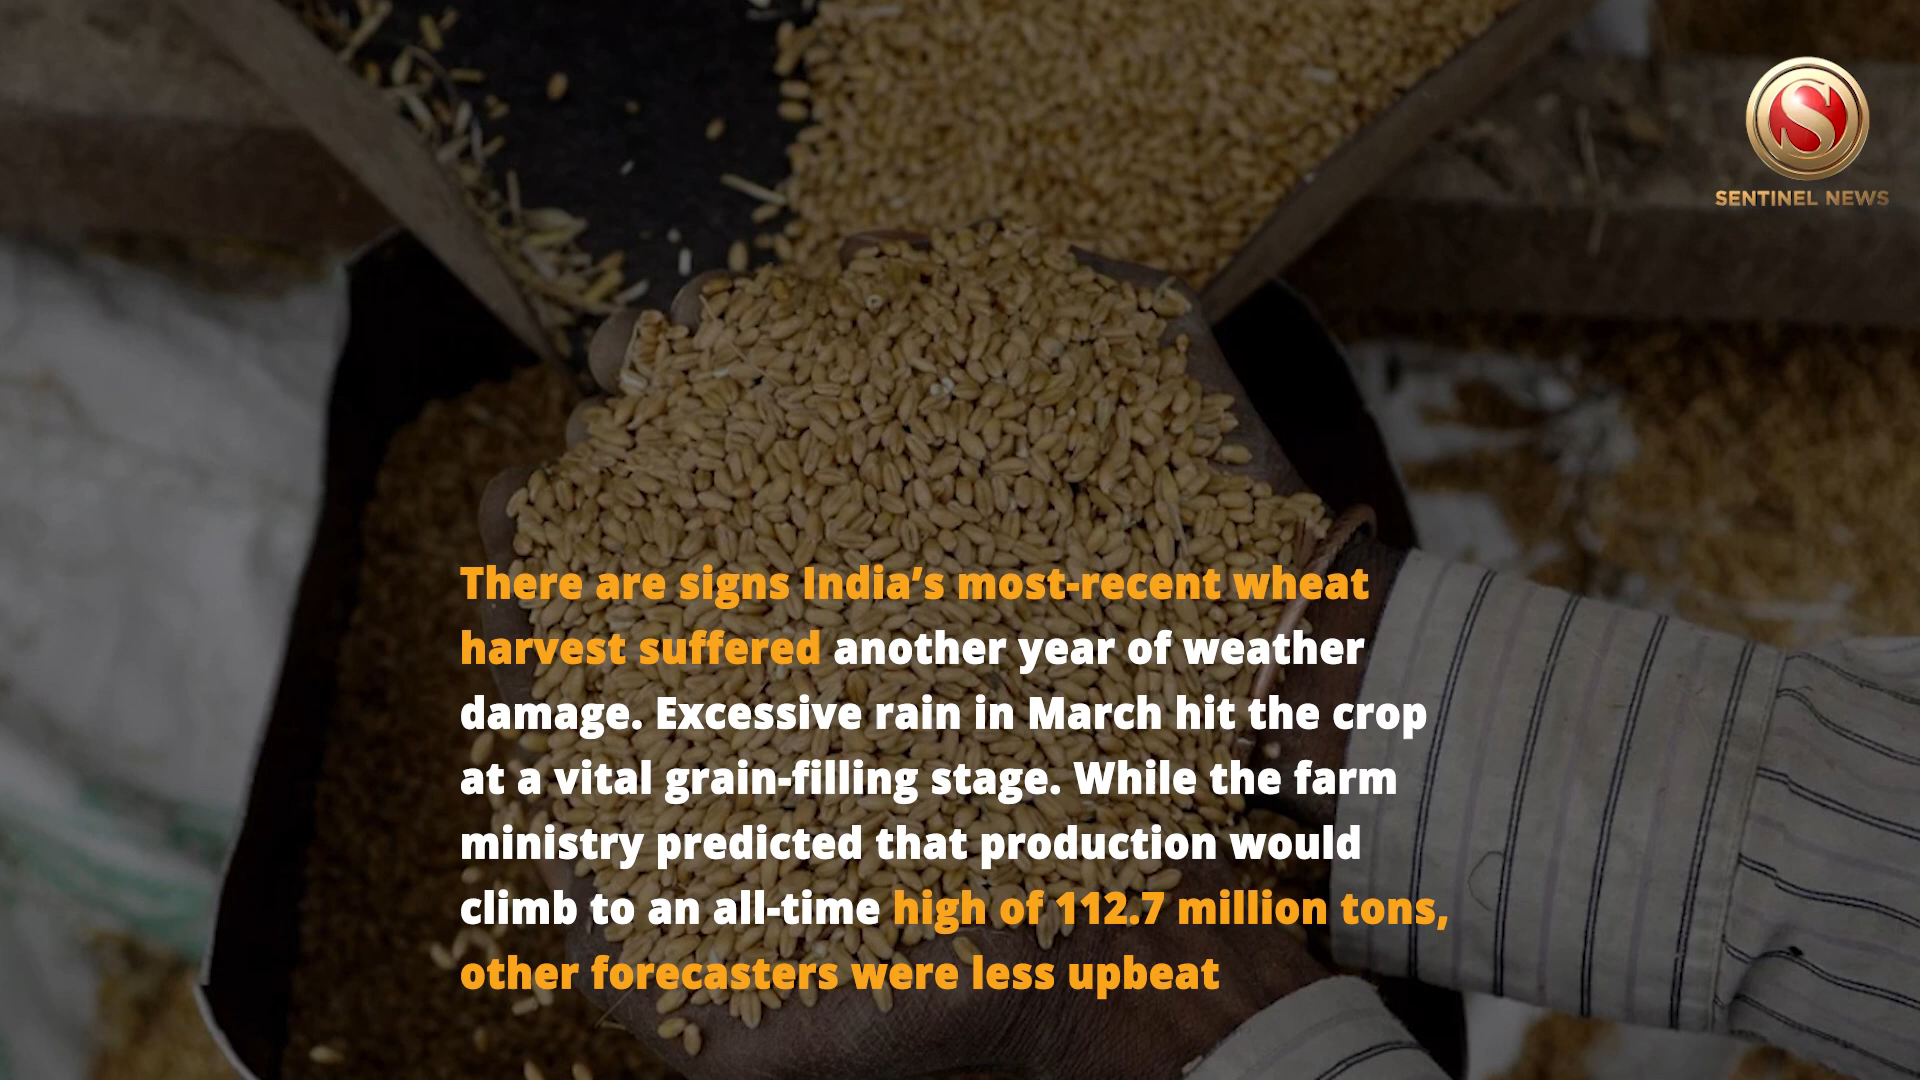 SENTINEL NEWS
There are signs India’s most-recent wheat
harvest suffered another year of weather
damage. Excessive rain in March hit the crop
at a vital grain-filling stage. While the farm
ministry predicted that production would
climb to an all-time high of 112.7 million tons,
other forecasters were less upbeat